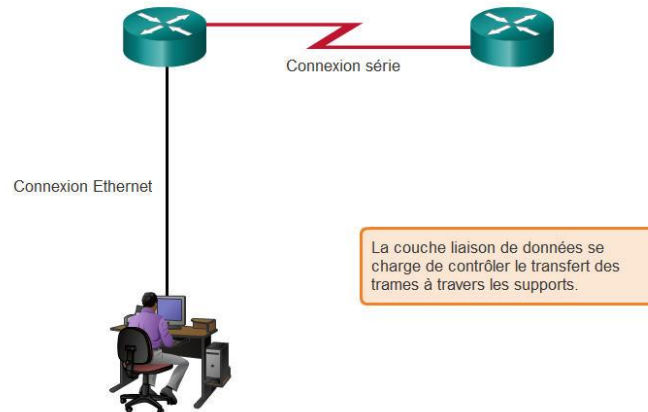 Connexion série
Connexion Ethernet
La couche liaison de données se
charge de contrôler le transfert des
trames à travers les supports.